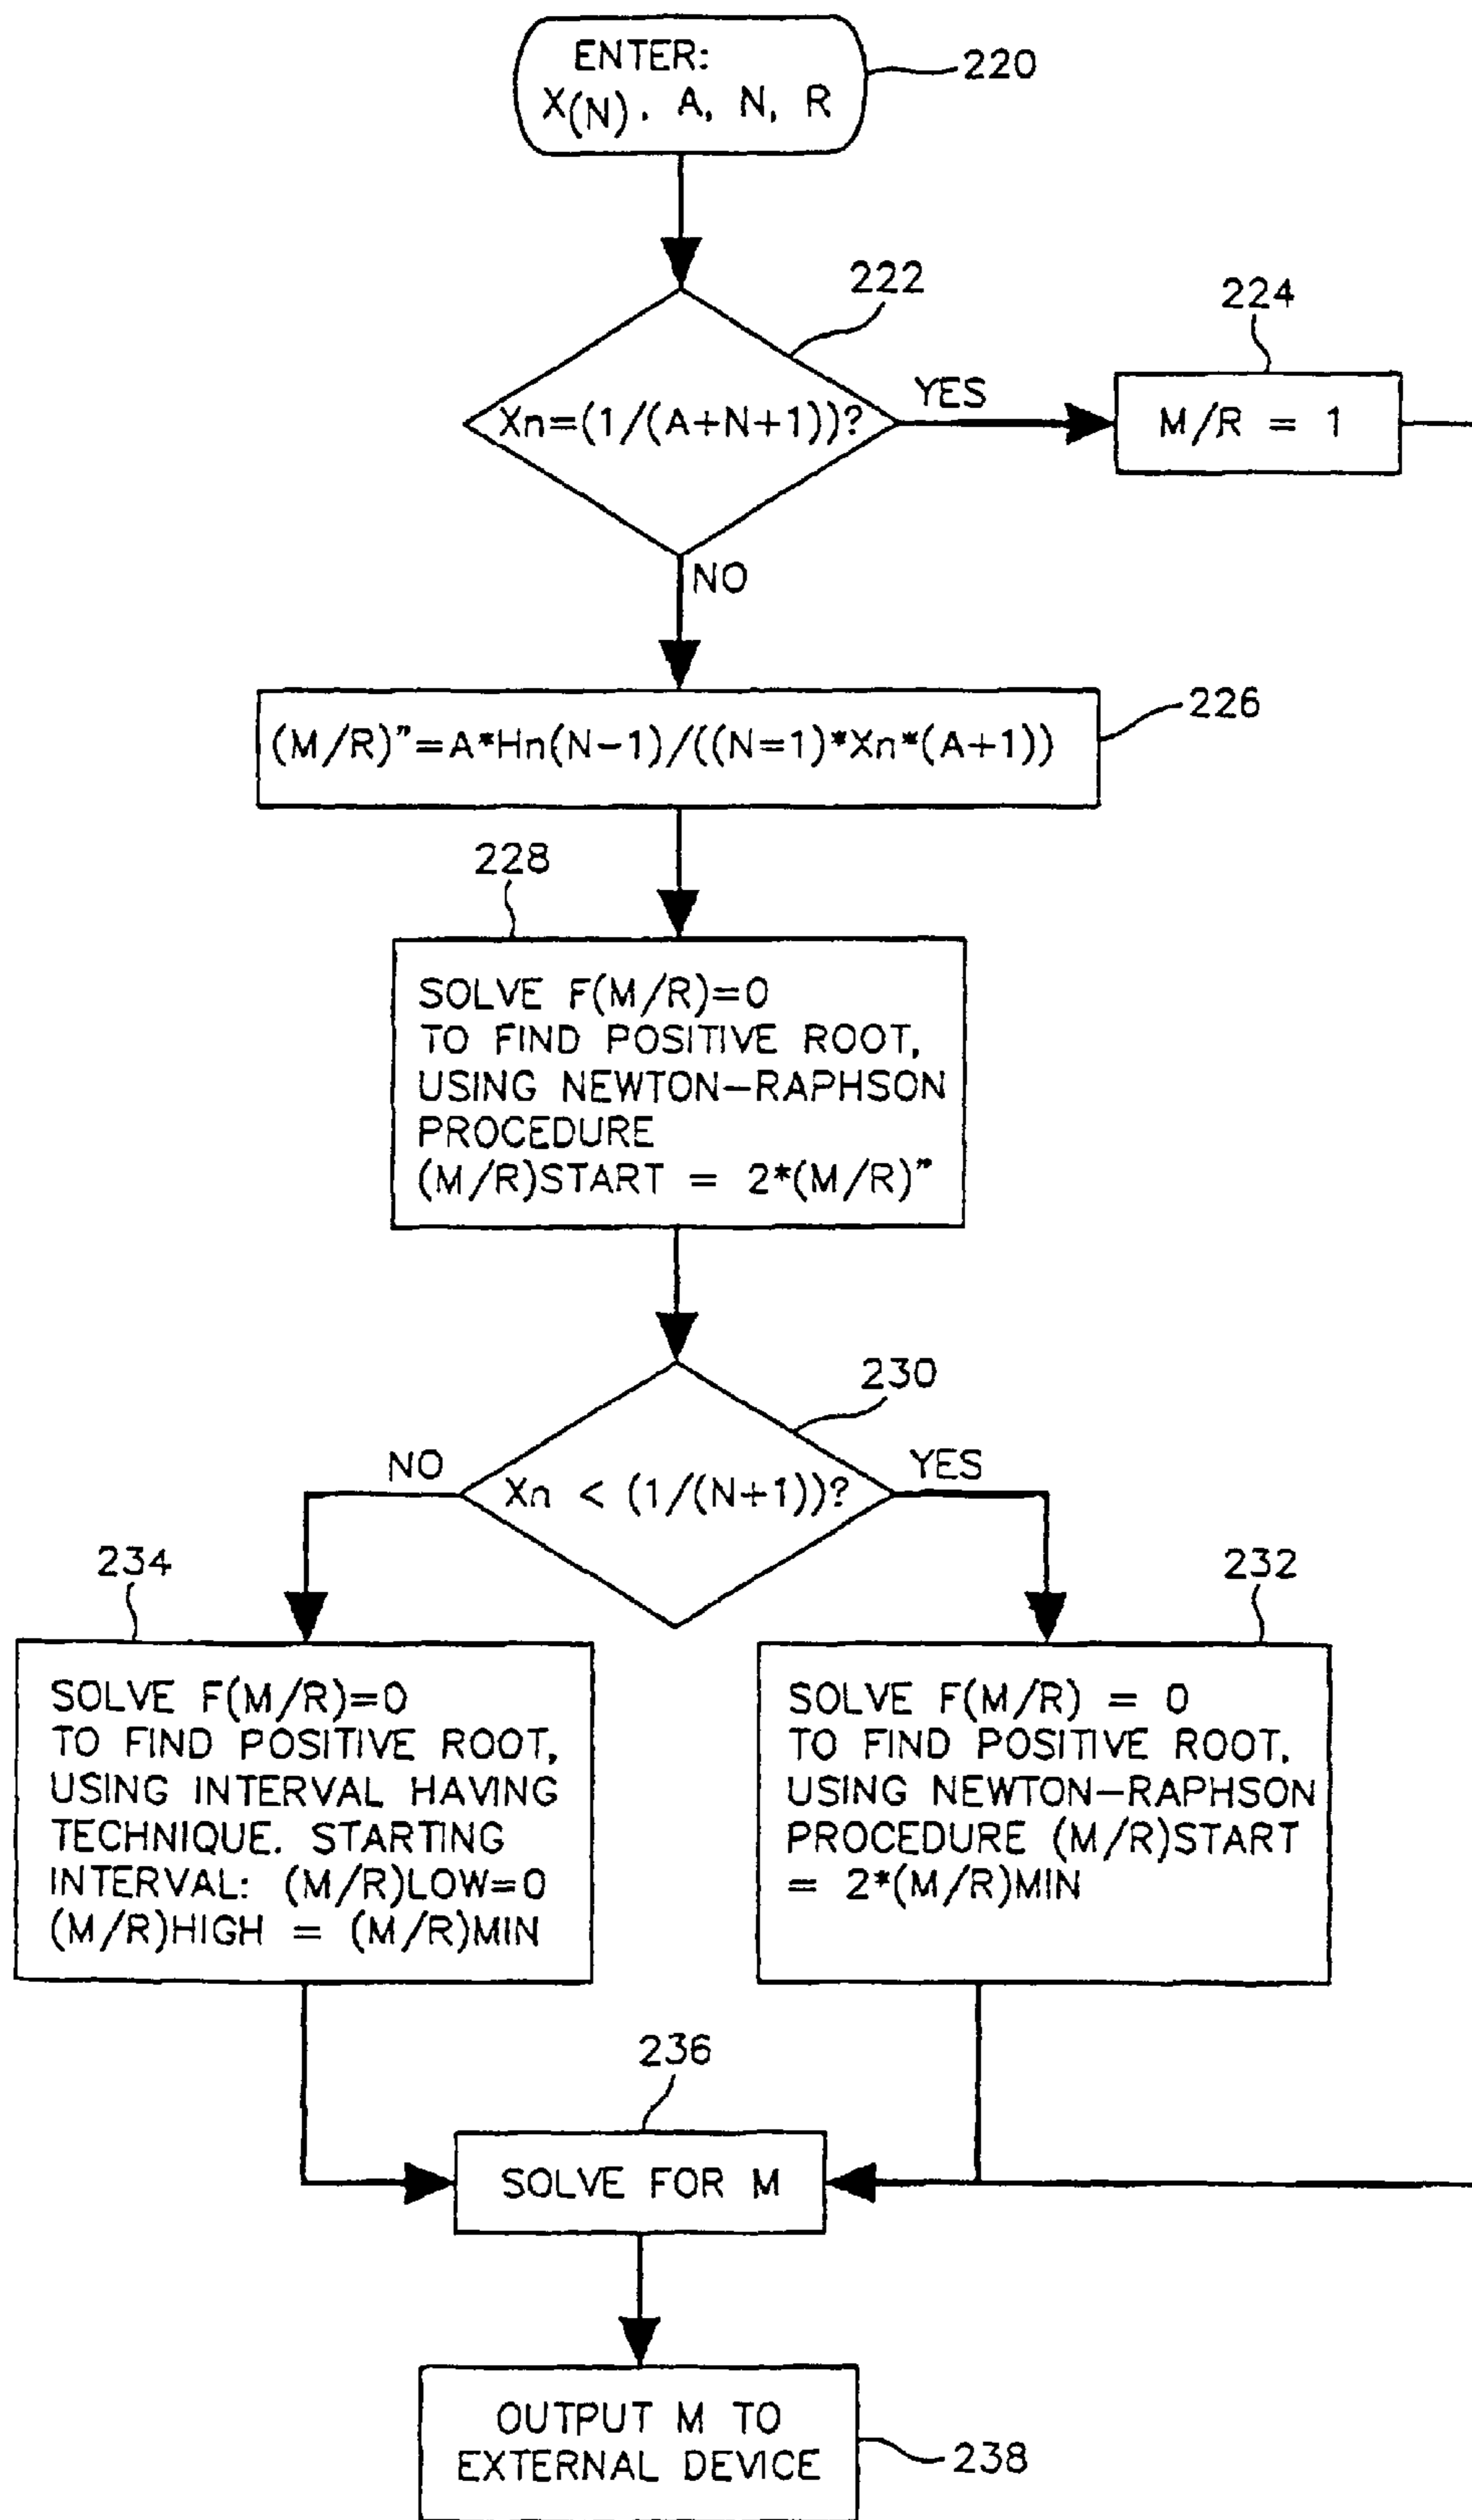 ENTER:
X(N). A, N, R
220
222
Xn=(1/(A+N+1))?
YES
224
M/R = 1
NO
(M/R)"=A*Hn(N-1)/((N=1)*Xn*(A+1))
226
228
SOLVE F(M/R)=0
TO FIND POSITIVE ROOT,
USING NEWTON-RAPHSON
PROCEDURE
(M/R)START = 2*(M/R)"
230
Xn < (1/(N+1))?
NO
YES
234
SOLVE F(M/R)=0
TO FIND POSITIVE ROOT,
USING INTERVAL HAVING
TECHNIQUE. STARTING
INTERVAL: (M/R)LOW=0
(M/R)HIGH = (M/R)MIN
232
SOLVE F(M/R) = 0
TO FIND POSITIVE ROOT.
USING NEWTON-RAPHSON
PROCEDURE (M/R)START
= 2*(M/R)MIN
236
SOLVE FOR M
OUTPUT M TO
EXTERNAL DEVICE
238